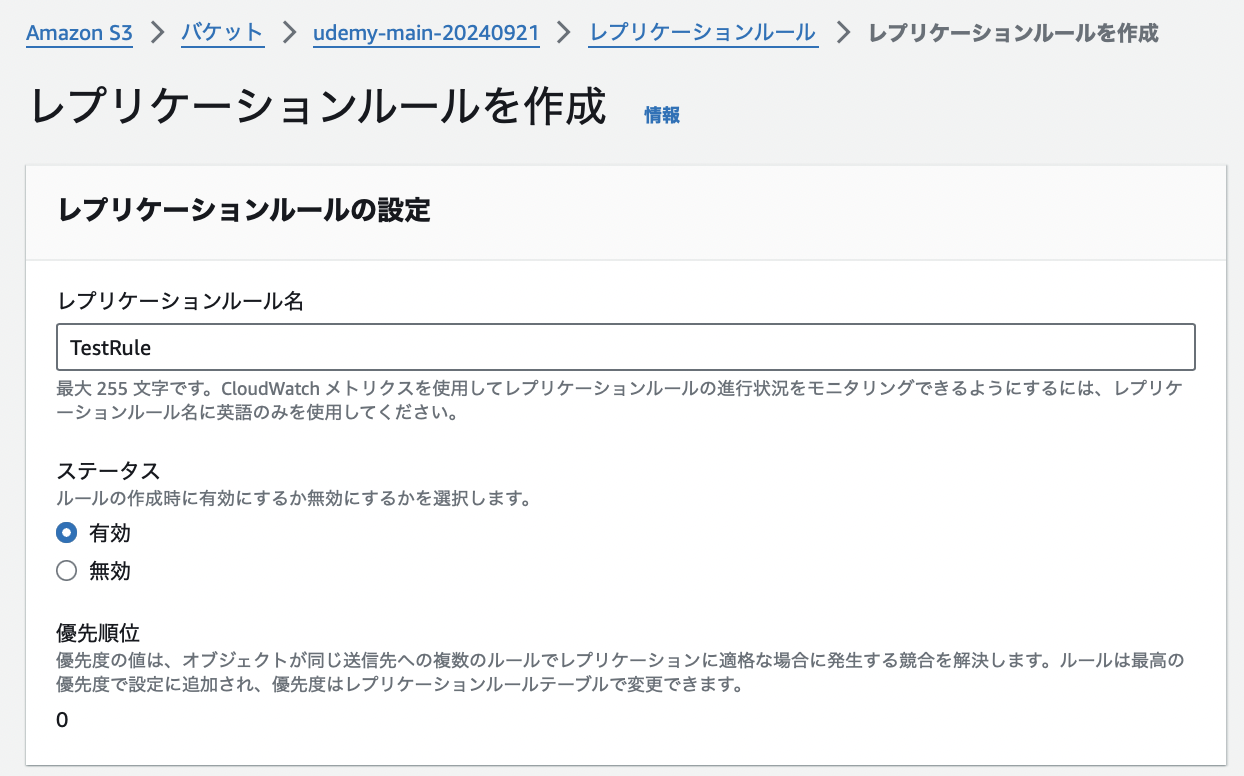 Amazon S3 > バケット > udemy-main-20240921 > レプリケーションルール > レプリケーションルールを作成
レプリケーションルールを作成 情報
レプリケーションルールの設定
レプリケーションルール名
TestRule
最大 255 文字です。CloudWatch メトリクスを使用してレプリケーションルールの進行状況をモニタリングできるようにするには、レプリケ
ーションルール名に英語のみを使用してください。
ステータス
ルールの作成時に有効にするか無効にするかを選択します。
有効
無効
優先順位
優先度の値は、オブジェクトが同じ送信先への複数のルールでレプリケーションに適格な場合に発生する競合を解決します。ルールは最高の
優先度で設定に追加され、優先度はレプリケーションルールテーブルで変更できます。
0